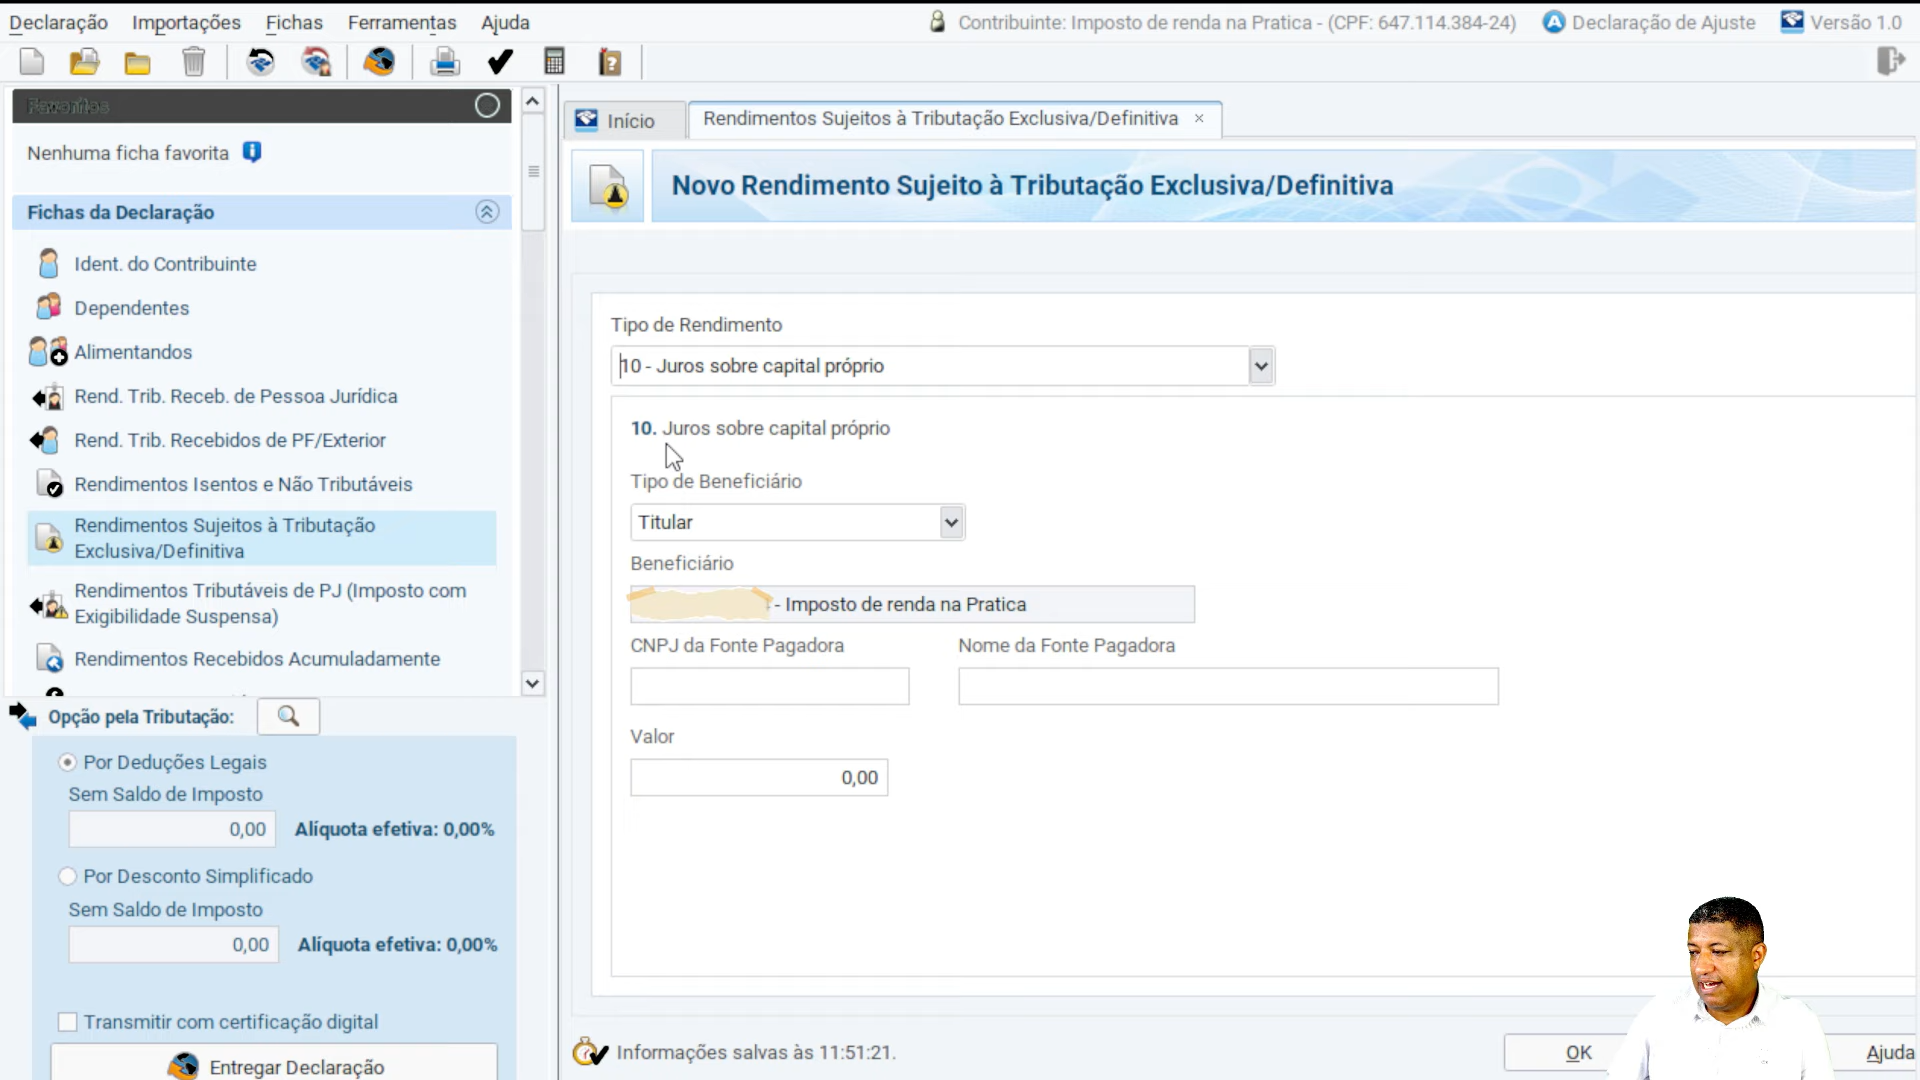 Declaração Importações Fichas Ferramentas Ajuda Contribuinte: Imposto de renda na Pratica - (CPF: 647.114.384-24) Declaração de Ajuste Versão 1.0
Favoritos
Nenhuma ficha favorita
Fichas da Declaração
Ident. do Contribuinte
Dependentes
Alimentandos
Rend. Trib. Receb. de Pessoa Jurídica
Rend. Trib. Recebidos de PF/Exterior
Rendimentos Isentos e Não Tributáveis
Rendimentos Sujeitos à Tributação
Exclusiva/Definitiva
Rendimentos Tributáveis de PJ (Imposto com
Exigibilidade Suspensa)
Rendimentos Recebidos Acumuladamente
Opção pela Tributação:
Por Deduções Legais
Sem Saldo de Imposto
0,00 Alíquota efetiva: 0,00%
Por Desconto Simplificado
Sem Saldo de Imposto
0,00 Alíquota efetiva: 0,00%
Transmitir com certificação digital
Entregar Declaração
Início Rendimentos Sujeitos à Tributação Exclusiva/Definitiva ×
Novo Rendimento Sujeito à Tributação Exclusiva/Definitiva
Tipo de Rendimento
10 - Juros sobre capital próprio
10. Juros sobre capital próprio
Tipo de Beneficiário
Titular
Beneficiário
- Imposto de renda na Pratica
CNPJ da Fonte Pagadora Nome da Fonte Pagadora
Valor
0,00
Informações salvas às 11:51:21.
OK Ajuda